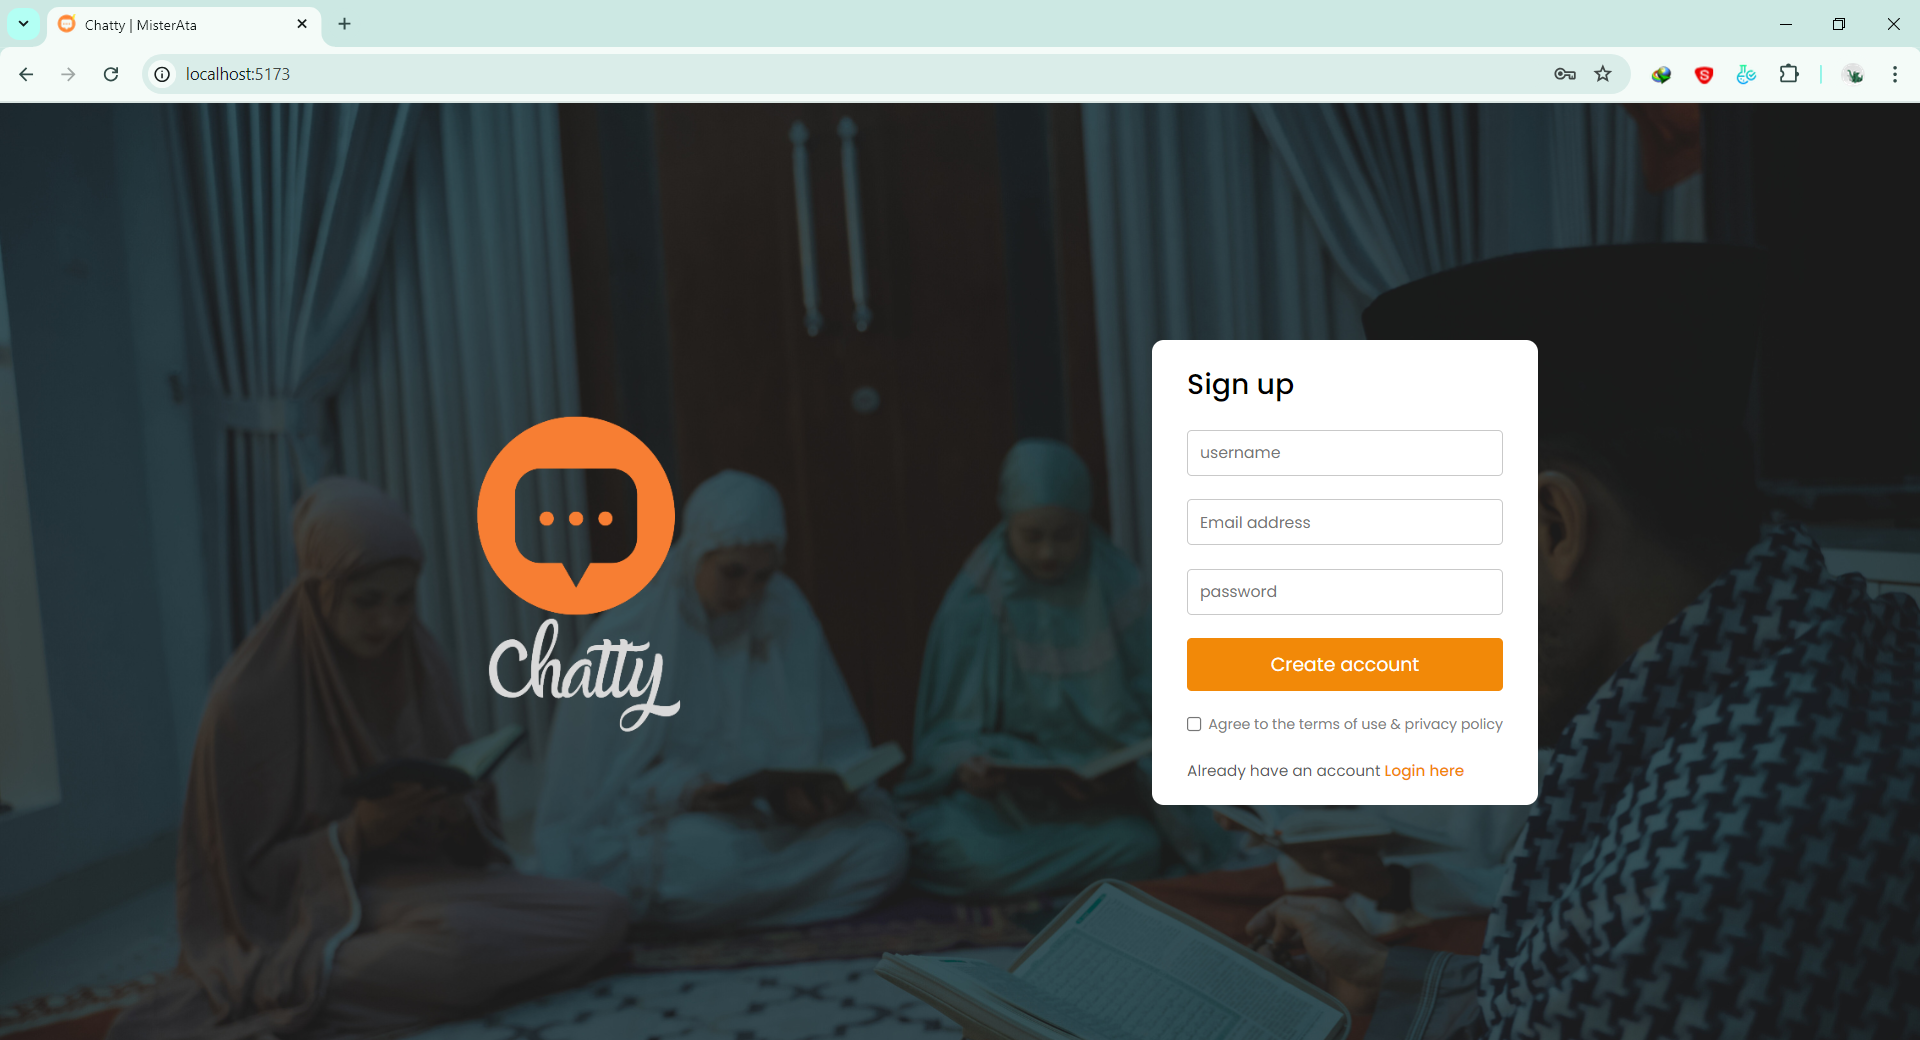 Chatty | MisterAta
localhost:5173
Chatty
Sign up
username
Email address
password
Create account
Agree to the terms of use & privacy policy
Already have an account Login here